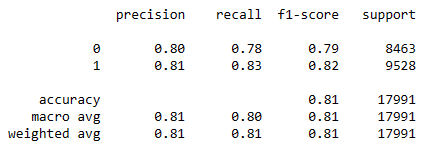 precision recall f1-score support
0 0.80 0.78 0.79 8463
1 0.81 0.83 0.82 9528
accuracy 0.81 17991
macro avg 0.81 0.80 0.81 17991
weighted avg 0.81 0.81 0.81 17991